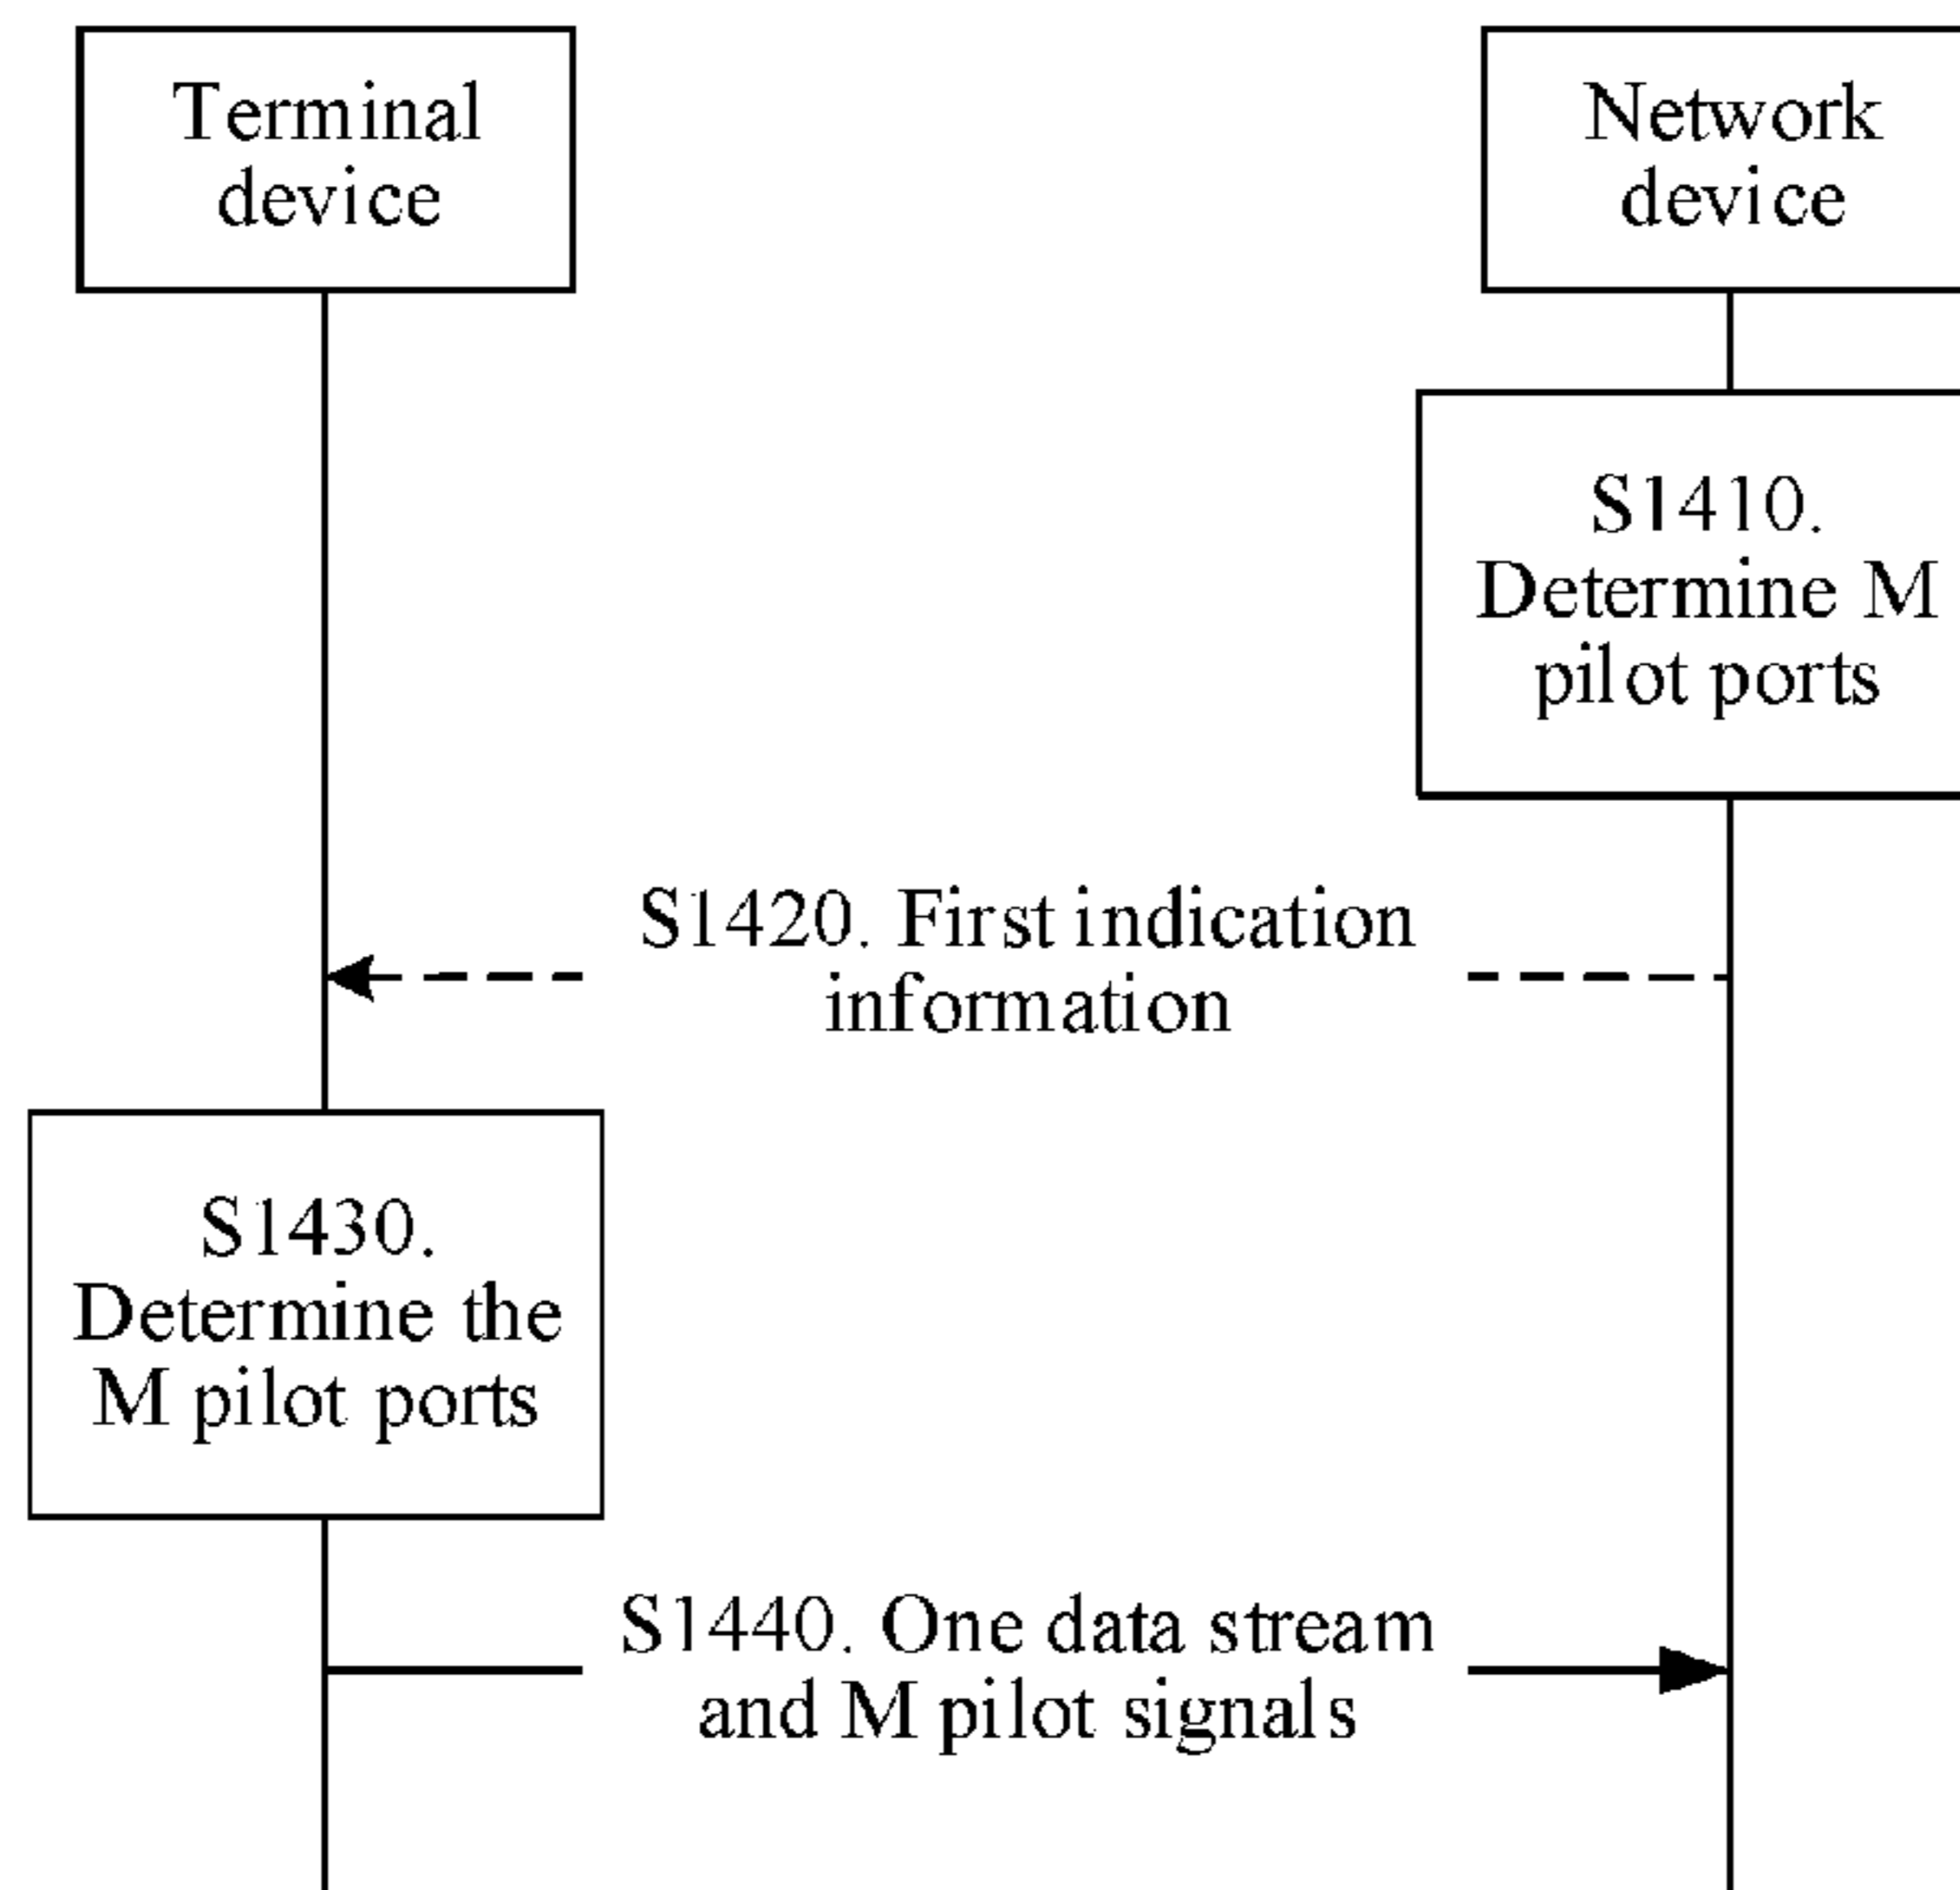 Terminal
device
Network
device
S1410.
Determine M
pilot ports
S1420. First indication
information
S1430.
Determine the
M pilot ports
S1440. One data stream
and M pilot signals